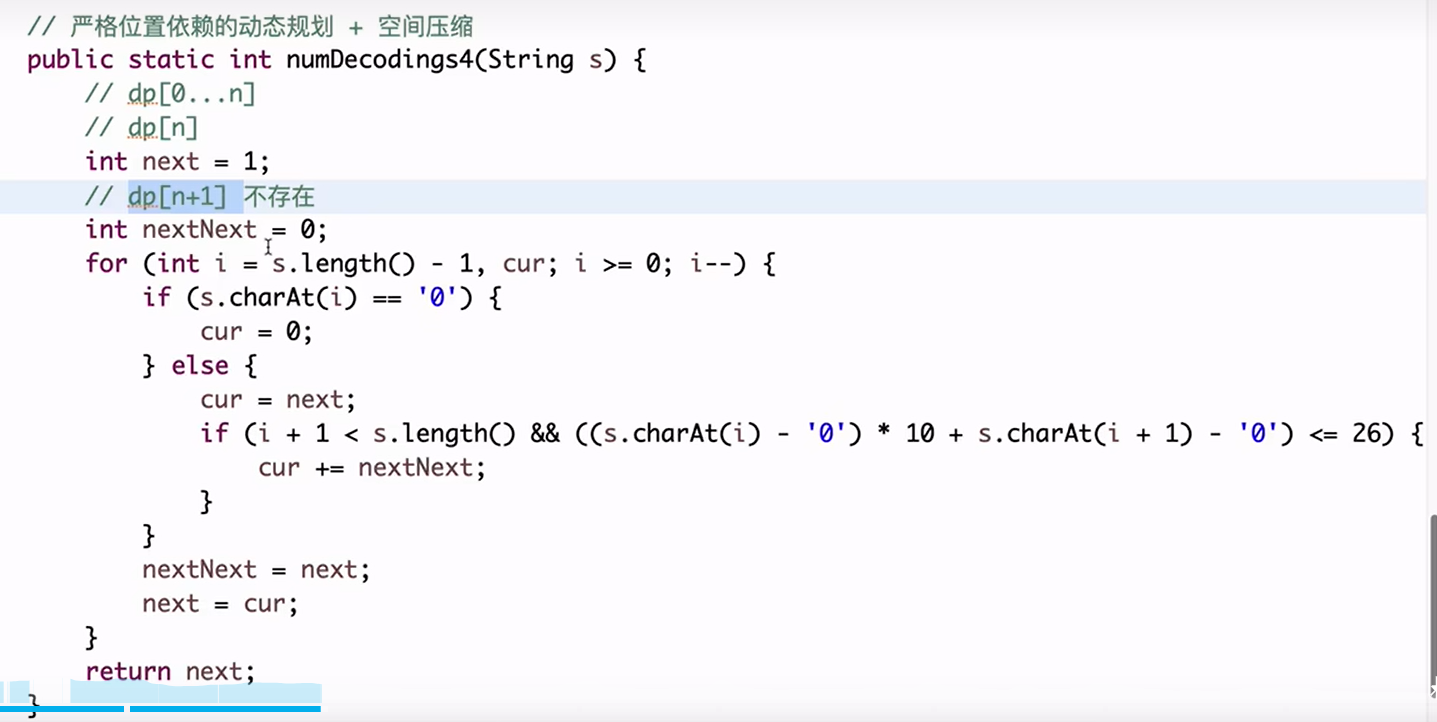 // 严格位置依赖的动态规划 + 空间压缩
public static int numDecodings4(String s) {
    // dp[0...n]
    // dp[n]
    int next = 1;
    // dp[n+1] 不存在
    int nextNext = 0;
    for (int i = s.length() - 1, cur; i >= 0; i--) {
        if (s.charAt(i) == '0') {
            cur = 0;
        } else {
            cur = next;
            if (i + 1 < s.length() && ((s.charAt(i) - '0') * 10 + s.charAt(i + 1) - '0') <= 26) {
                cur += nextNext;
            }
        }
        nextNext = next;
        next = cur;
    }
    return next;
}